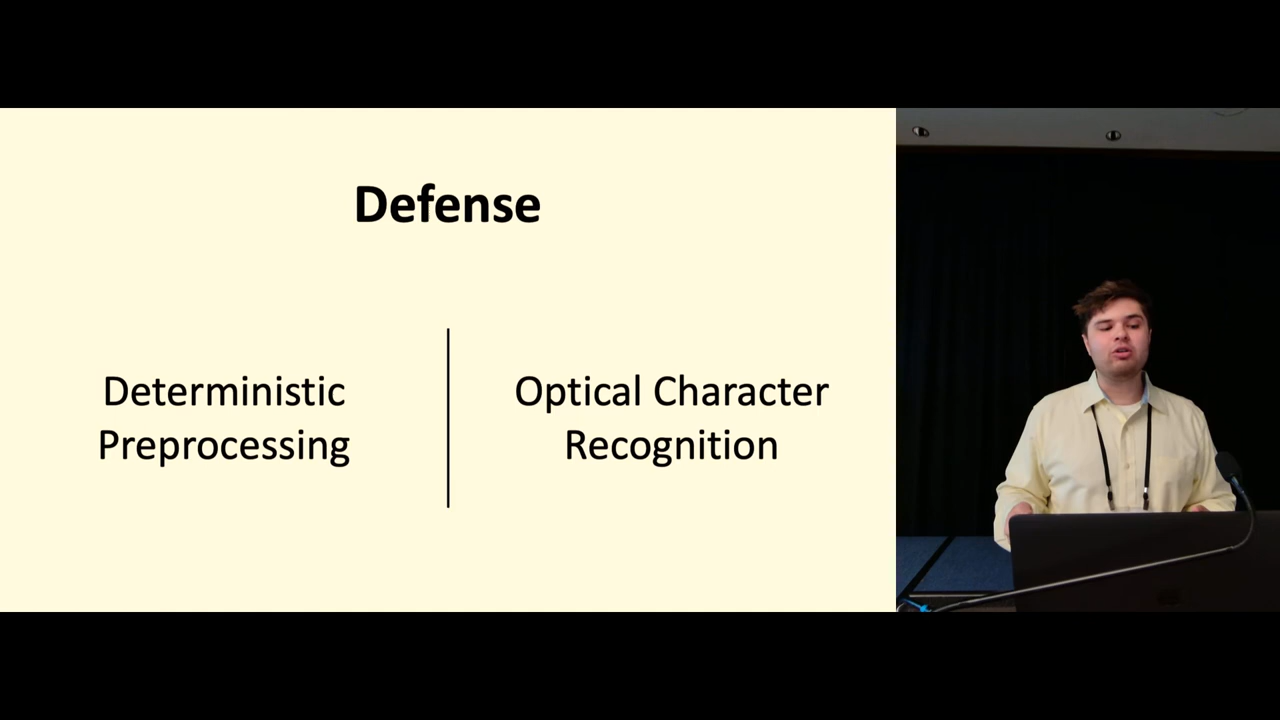 Defense
Deterministic
Preprocessing
Optical Character
Recognition